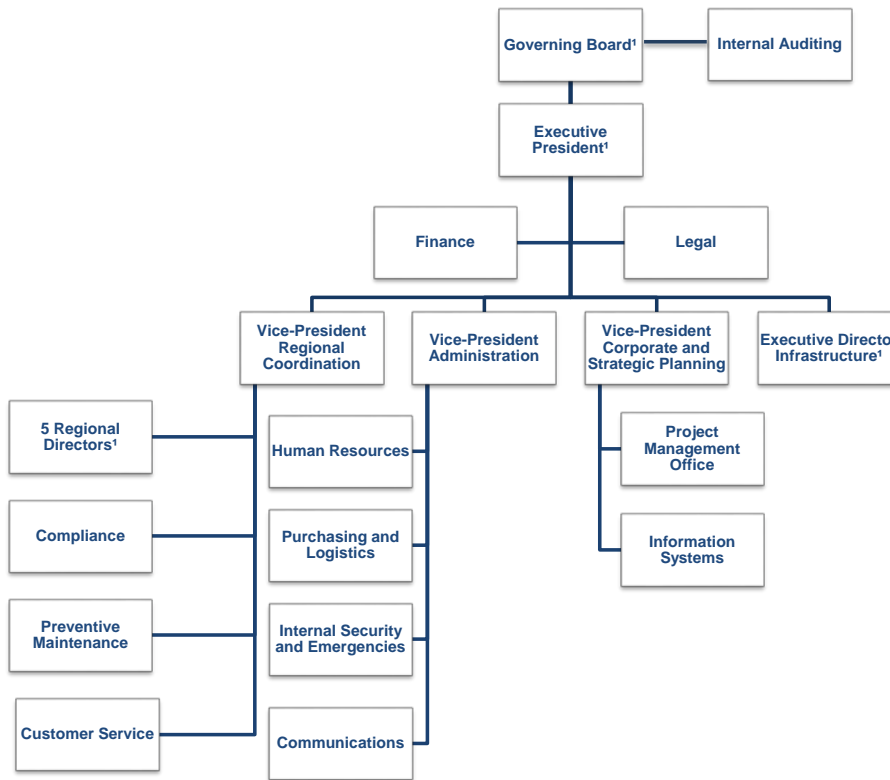 Governing Board¹
Internal Auditing
Executive
President¹
Finance
Legal
Vice-President
Regional
Coordination
Vice-President
Administration
Vice-President
Corporate and
Strategic Planning
Executive Directo
Infrastructure¹
5 Regional
Directors¹
Human Resources
Project
Management
Office
Compliance
Purchasing and
Logistics
Information
Systems
Preventive
Maintenance
Internal Security
and Emergencies
Customer Service
Communications